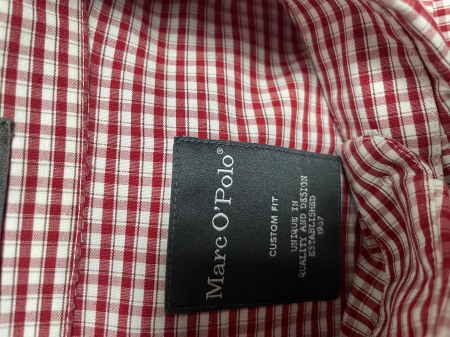 Marc O'Polo®
CUSTOM FIT
UNIQUE IN
QUALITY AND DESIGN
ESTABLISHED
1967